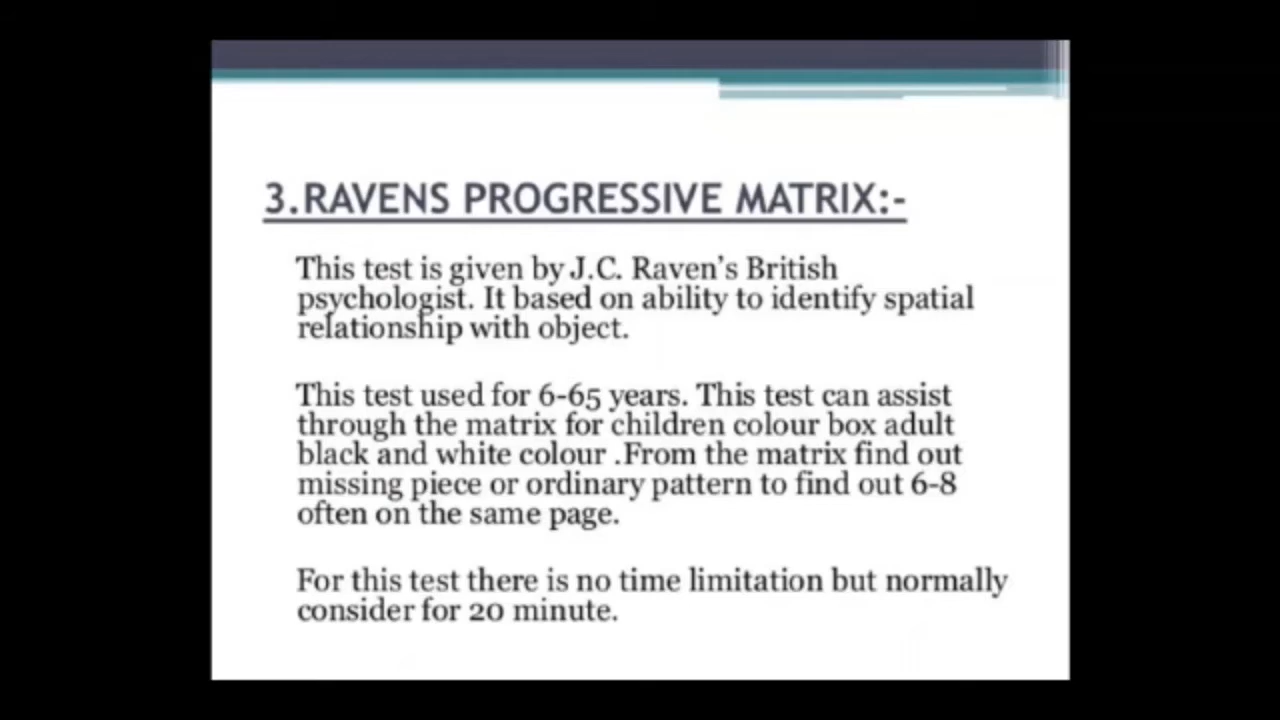 3.RAVENS PROGRESSIVE MATRIX:-
This test is given by J.C. Raven's British
psychologist. It based on ability to identify spatial
relationship with object.
This test used for 6-65 years. This test can assist
through the matrix for children colour box adult
black and white colour .From the matrix find out
missing piece or ordinary pattern to find out 6-8
often on the same page.
For this test there is no time limitation but normally
consider for 20 minute.